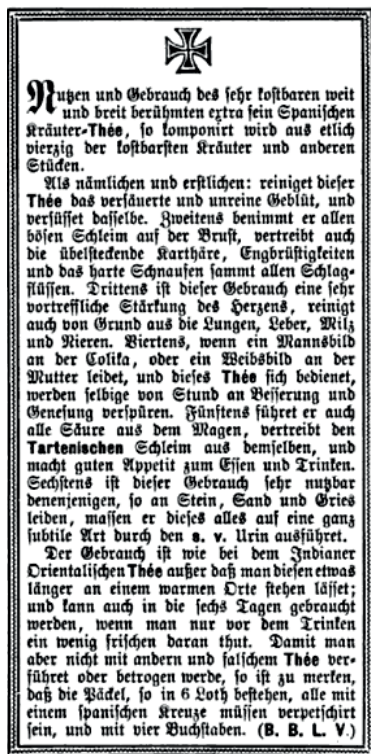 Nutzen und Gebrauch des sehr kostbaren weit
und breit berühmten extra fein Spanischen
Kräuter-Thée, so komponirt wird aus etlich
vierzig der kostbarsten Kräuter und anderen
Stücken.
Als nämlichen und erstlichen: reiniget dieser
Thée das versäuerte und unreine Geblüt, und
versüsset dasselbe. Zweitens benimmt er allen
bösen Schleim auf der Brust, vertreibt auch
die übelsteckende Karthäre, Engbrüstigkeiten
und das harte Schnaufen sammt allen Schlag-
flüssen. Drittens ist dieser Gebrauch eine sehr
vortreffliche Stärkung des Herzens, reinigt
auch von Grund aus die Lungen, Leber, Milz
und Nieren. Viertens, wenn ein Mannsbild
an der Colika, oder ein Weibsbild an der
Mutter leidet, und dieses Thée sich bedienet,
werden selbige von Stund an Besserung und
Genesung verspüren. Fünftens führet er auch
alle Säure aus dem Magen, vertreibt den
Tartenischen Schleim aus demselben, und
macht guten Appetit zum Essen und Trinken.
Sechstens ist dieser Gebrauch sehr nutzbar
denenjenigen, so an Stein, Sand und Gries
leiden, massen er dieses alles auf eine ganz
subtile Art durch den s. v. Urin ausführet.
Der Gebrauch ist wie bei dem Indianer
Orientalischen Thée außer daß man diesen etwas
länger an einem warmen Orte stehen lässet;
und kann auch in die sechs Tagen gebraucht
werden, wenn man nur vor dem Trinken
ein wenig frischen daran thut. Damit man
aber nicht mit andern und falschem Thée ver-
führet oder betrogen werde, so ist zu merken,
daß die Päckel, so in 6 Loth bestehen, alle mit
einem spanischen Kreuze müssen verpetschirt
sein, und mit vier Buchstaben. (B. B. L. V.)